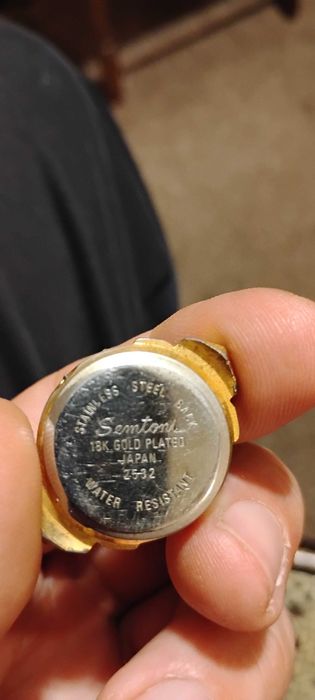 STAINLESS STEEL BACK
Semtoni
18K GOLD PLATED
JAPAN
2532
WATER RESISTANT